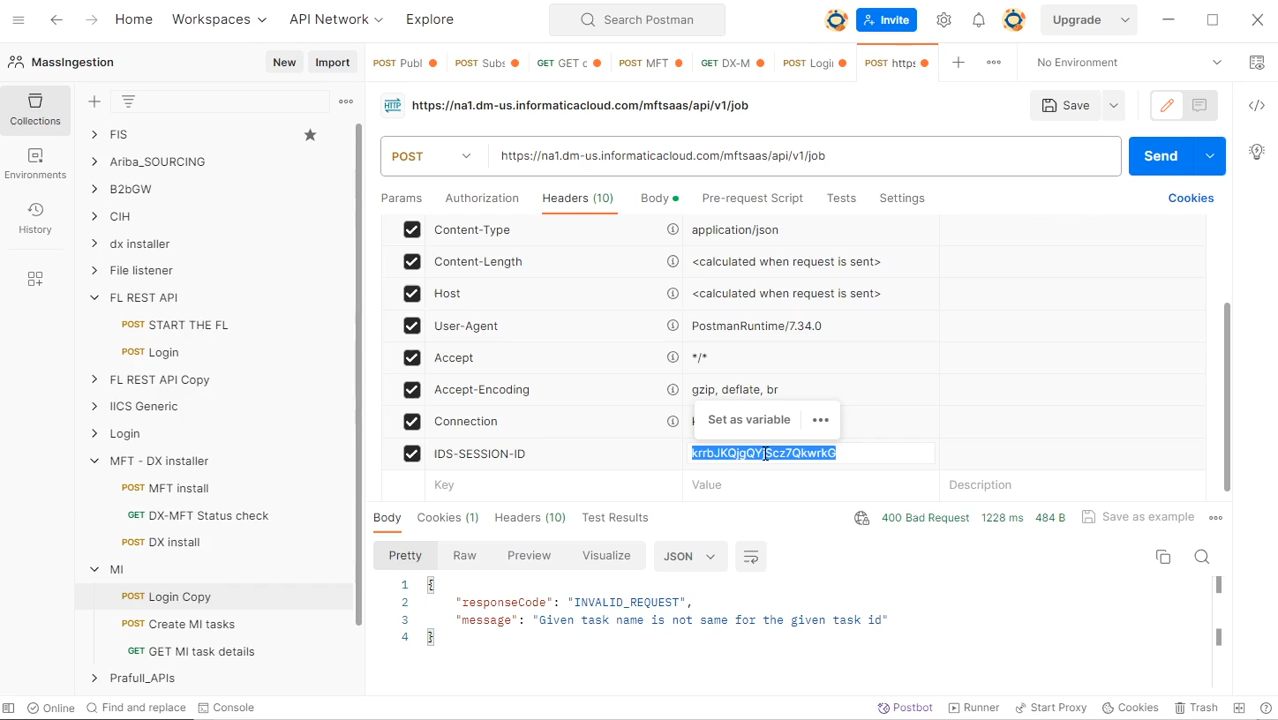 Home Workspaces API Network Explore Search Postman Invite Upgrade
MassIngestion New Import POST Publ POST Subs GET GET c POST MFT GET DX-M POST Login POST https No Environment
Collections
Environments
History
FIS
Ariba_SOURCING
B2bGW
CIH
dx installer
File listener
FL REST API
POST START THE FL
POST Login
FL REST API Copy
IICS Generic
Login
MFT - DX installer
POST MFT install
GET DX-MFT Status check
POST DX install
MI
POST Login Copy
POST Create MI tasks
GET MI task details
Prafull_APIs
HTTP https://na1.dm-us.informaticacloud.com/mftsaas/api/v1/job Save
POST https://na1.dm-us.informaticacloud.com/mftsaas/api/v1/job Send
Params Authorization Headers (10) Body Pre-request Script Tests Settings Cookies
Content-Type application/json
Content-Length <calculated when request is sent>
Host <calculated when request is sent>
User-Agent PostmanRuntime/7.34.0
Accept */*
Accept-Encoding gzip, deflate, br
Connection
Set as variable
IDS-SESSION-ID
Key Value Description
Body Cookies (1) Headers (10) Test Results 400 Bad Request 1228 ms 484 B Save as example
Pretty Raw Preview Visualize JSON
1 {
2 "responseCode": "INVALID_REQUEST",
3 "message": "Given task name is not same for the given task id"
4 }
Online Find and replace Console Postbot Runner Start Proxy Cookies Trash